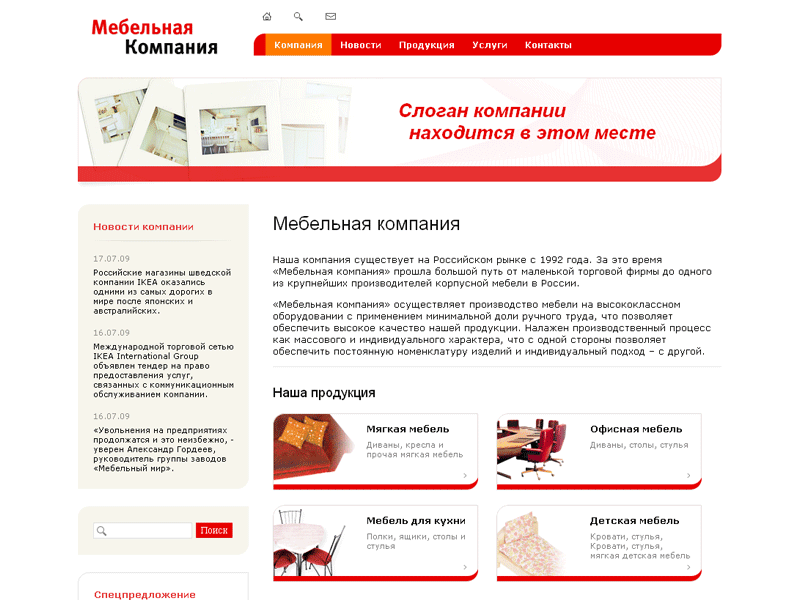 Мебельная
Компания
Компания
Новости
Продукция
Услуги
Контакты
Слоган компании
находится в этом месте
Новости компании
17.07.09
Российские магазины шведской
компании IKEA оказались
одними из самых дорогих в
мире после японских и
австралийских.
16.07.09
Международной торговой сетью
IKEA International Group
объявлен тендер на право
предоставления услуг,
связанных с коммуникационным
обслуживанием компании.
16.07.09
«Увольнения на предприятиях
продолжатся и это неизбежно, -
уверен Александр Гордеев,
руководитель группы заводов
«Мебельный мир».
Поиск
Спецпредложение
Мебельная компания
Наша компания существует на Российском рынке с 1992 года. За это время
«Мебельная компания» прошла большой путь от маленькой торговой фирмы до одного
из крупнейших производителей корпусной мебели в России.
«Мебельная компания» осуществляет производство мебели на высококлассном
оборудовании с применением минимальной доли ручного труда, что позволяет
обеспечить высокое качество нашей продукции. Налажен производственный процесс
как массового и индивидуального характера, что с одной стороны позволяет
обеспечить постоянную номенклатуру изделий и индивидуальный подход – с другой.
Наша продукция
Мягкая мебель
Диваны, кресла и
прочая мягкая мебель
Офисная мебель
Диваны, столы, стулья
Мебель для кухни
Полки, ящики, столы и
стулья
Детская мебель
Кровати, стулья,
Кровати, стулья,
мягкая детская мебель